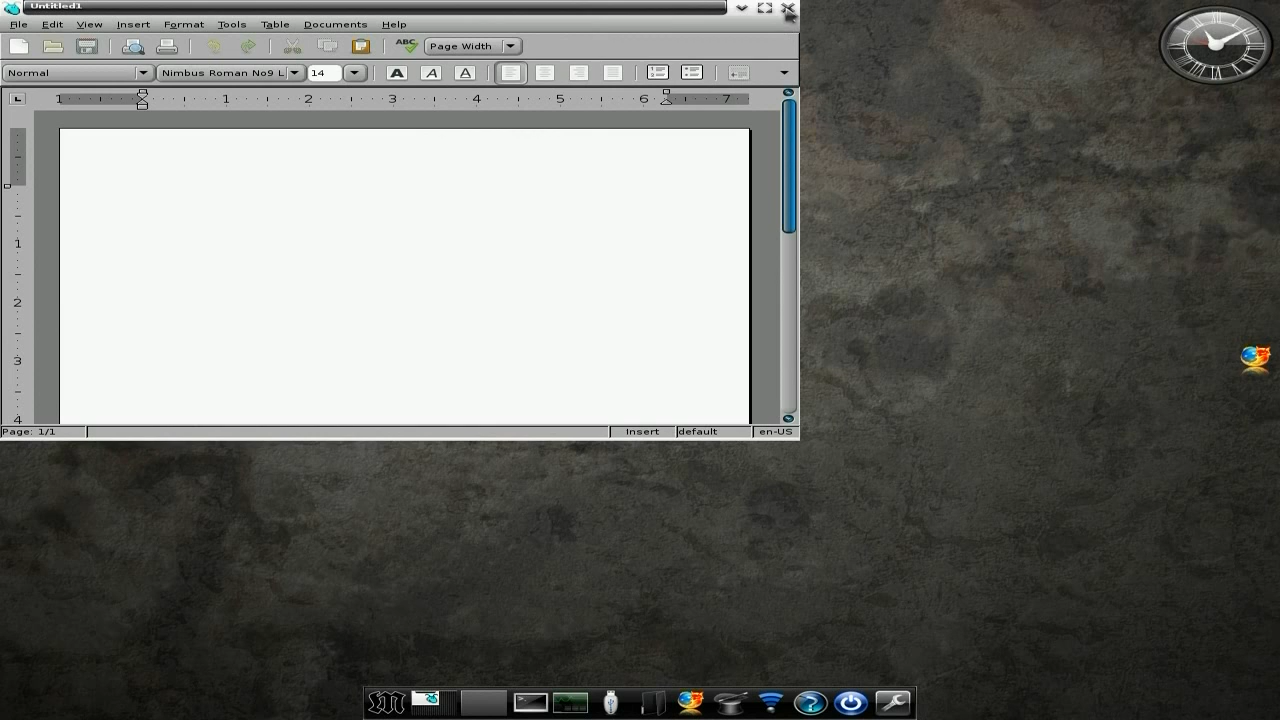 Untitled1
File Edit View Insert Format Tools Table Documents Help
ABC Page Width
Normal Nimbus Roman No9 L 14 A A A
1 1 2 3 4 5 6 7
1
2
3
4
Page: 1/1 Insert default en-US